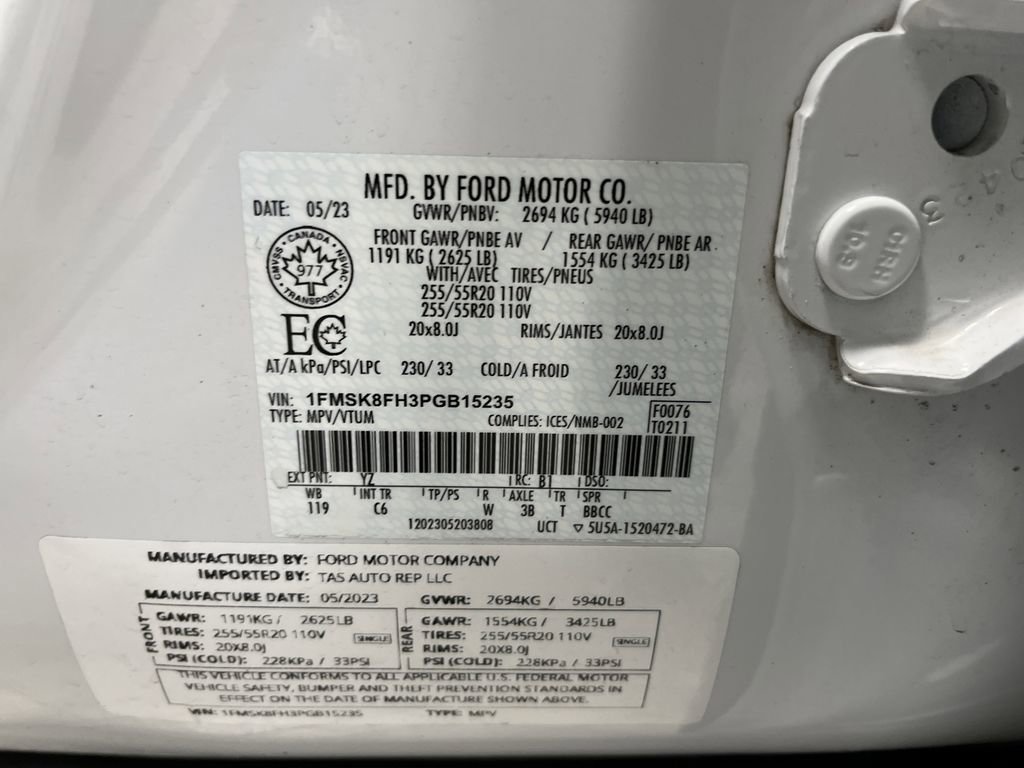 MFD. BY FORD MOTOR CO.
DATE: 05/23 GVWR/PNBV: 2694 KG ( 5940 LB)
FRONT GAWR/PNBE AV / REAR GAWR/ PNBE AR
1191 KG ( 2625 LB) 1554 KG ( 3425 LB)
WITH/AVEC TIRES/PNEUS
255/55R20 110V
255/55R20 110V
20x8.0J RIMS/JANTES 20x8.0J
CANADA
CMVSS 977 NSVAC
TRANSPORT
EC
AT/A kPa/PSI/LPC 230/ 33 COLD/A FROID 230/ 33
/JUMELEES
VIN: 1FMSK8FH3PGB15235 F0076
TYPE: MPV/VTUM COMPLIES: ICES/NMB-002 T0211
EXT PNT: YZ RC: B1 DSO:
WB INT TR TP/PS R AXLE TR SPR
119 C6 W 3B T BBCC
1202305203808 UCT ▽ 5U5A-1520472-BA
MANUFACTURED BY: FORD MOTOR COMPANY
IMPORTED BY: TAS AUTO REP LLC
MANUFACTURE DATE: 05/2023 GVWR: 2694KG / 5940LB
FRONT
GAWR: 1191KG / 2625LB
TIRES: 255/55R20 110V SINGLE
RIMS: 20X8.0J
PSI (COLD): 228KPa / 33PSI
REAR
GAWR: 1554KG / 3425LB
TIRES: 255/55R20 110V SINGLE
RIMS: 20X8.0J
PSI (COLD): 228KPa / 33PSI
THIS VEHICLE CONFORMS TO ALL APPLICABLE U.S. FEDERAL MOTOR
VEHICLE SAFETY, BUMPER AND THEFT PREVENTION STANDARDS IN
EFFECT ON THE DATE OF MANUFACTURE SHOWN ABOVE.
VIN: 1FMSK8FH3PGB15235 TYPE: MPV